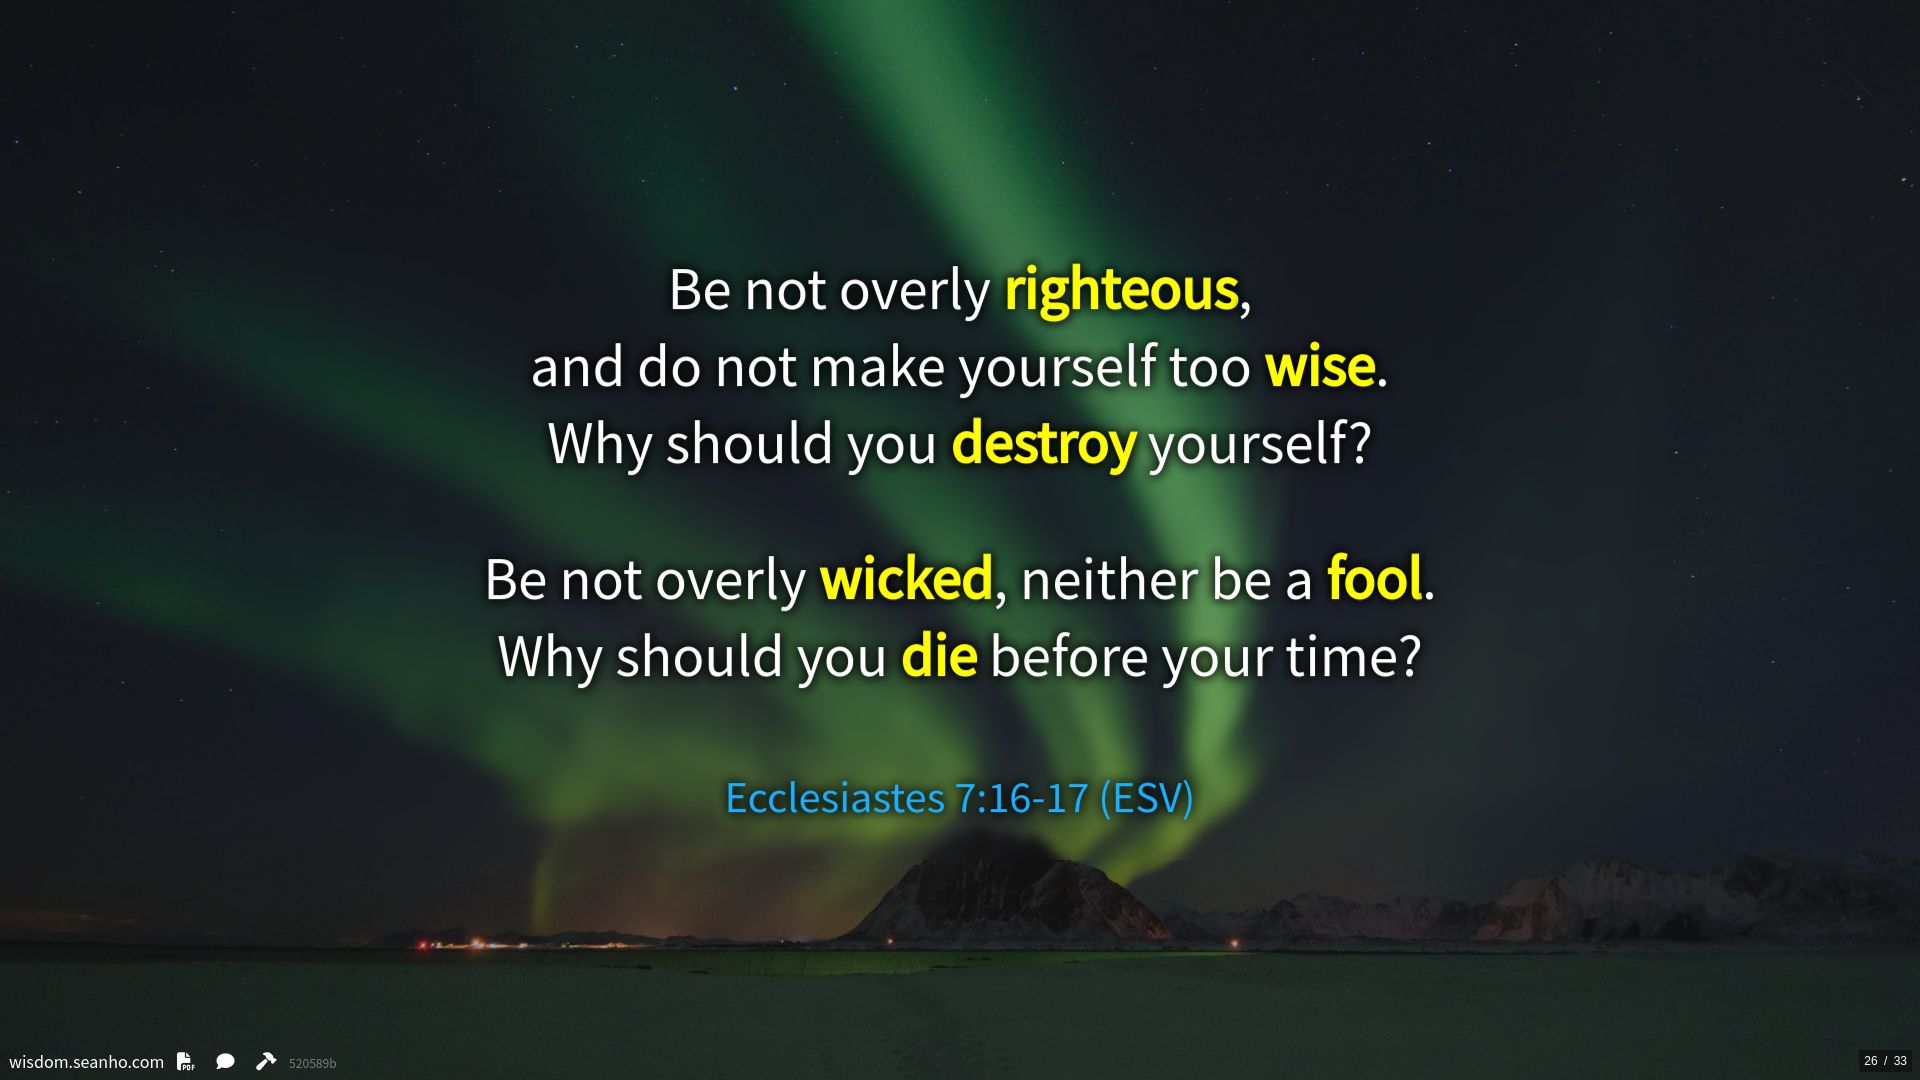 Be not overly righteous,
and do not make yourself too wise.
Why should you destroy yourself?
Be not overly wicked, neither be a fool.
Why should you die before your time?
Ecclesiastes 7:16-17 (ESV)
wisdom.seanho.com PDF 520589b
26 / 33